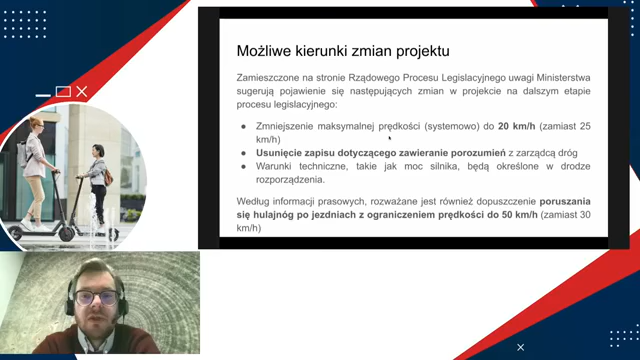 Możliwe kierunki zmian projektu
Zamieszczone na stronie Rządowego Procesu Legislacyjnego uwagi Ministerstwa
sugerują pojawienie się następujących zmian w projekcie na dalszym etapie
procesu legislacyjnego:
● Zmniejszenie maksymalnej prędkości (systemowo) do 20 km/h (zamiast 25
km/h)
● Usunięcie zapisu dotyczącego zawieranie porozumień z zarządcą dróg
● Warunki techniczne, takie jak moc silnika, będą określone w drodze
rozporządzenia.
Według informacji prasowych, rozważane jest również dopuszczenie poruszania
się hulajnóg po jezdniach z ograniczeniem prędkości do 50 km/h (zamiast 30
km/h)